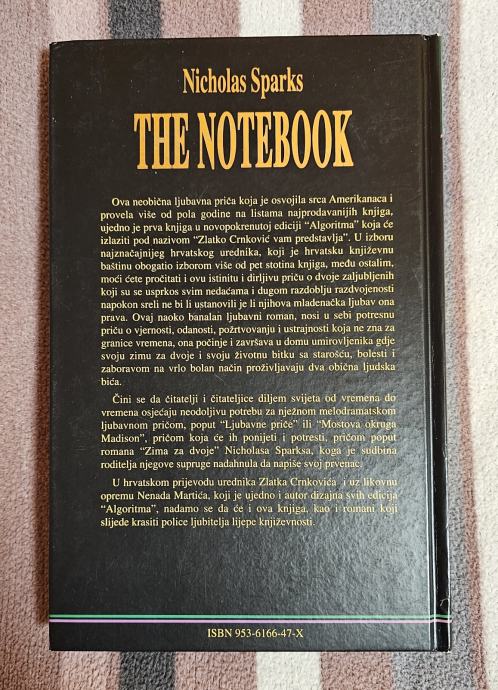 Nicholas Sparks
THE NOTEBOOK
Ova neobična ljubavna priča koja je osvojila srca Amerikanaca i
provela više od pola godine na listama najprodavanijih knjiga,
ujedno je prva knjiga u novopokrenutoj ediciji “Algoritma” koja će
izlaziti pod nazivom “Zlatko Crnković vam predstavlja”. U izboru
najznačajnijeg hrvatskog urednika, koji je hrvatsku književnu
baštinu obogatio izborom više od pet stotina knjiga, među ostalim,
moći ćete pročitati i ovu istinitu i dirljivu priču o dvoje zaljubljenih
koji su se usprkos svim nedaćama i dugom razdoblju razdvojenosti
napokon sreli ne bi li ustanovili je li njihova mladenačka ljubav ona
prava. Ovaj naoko banalan ljubavni roman, nosi u sebi potresnu
priču o vjernosti, odanosti, požrtvovanju i ustrajnosti koja ne zna za
granice vremena, ona počinje i završava u domu umirovljenika gdje
svoju zimu za dvoje i svoju životnu bitku sa starošću, bolesti i
zaboravom na vrlo bolan način proživljavaju dva obična ljudska
bića.
Čini se da čitatelji i čitateljice diljem svijeta od vremena do
vremena osjećaju neodoljivu potrebu za nježnom melodramatskom
ljubavnom pričom, poput “Ljubavne priče” ili “Mostova okruga
Madison”, pričom koja će ih ponijeti i potresti, pričom poput
romana “Zima za dvoje” Nicholasa Sparksa, koga je sudbina
roditelja njegove supruge nadahnula da napiše svoj prvenac.
U hrvatskom prijevodu urednika Zlatka Crnkovića i uz likovnu
opremu Nenada Martića, koji je ujedno i autor dizajna svih edicija
“Algoritma”, nadamo se da će i ova knjiga, kao i romani koji
slijede krasiti police ljubitelja lijepe književnosti.
ISBN 953-6166-47-X